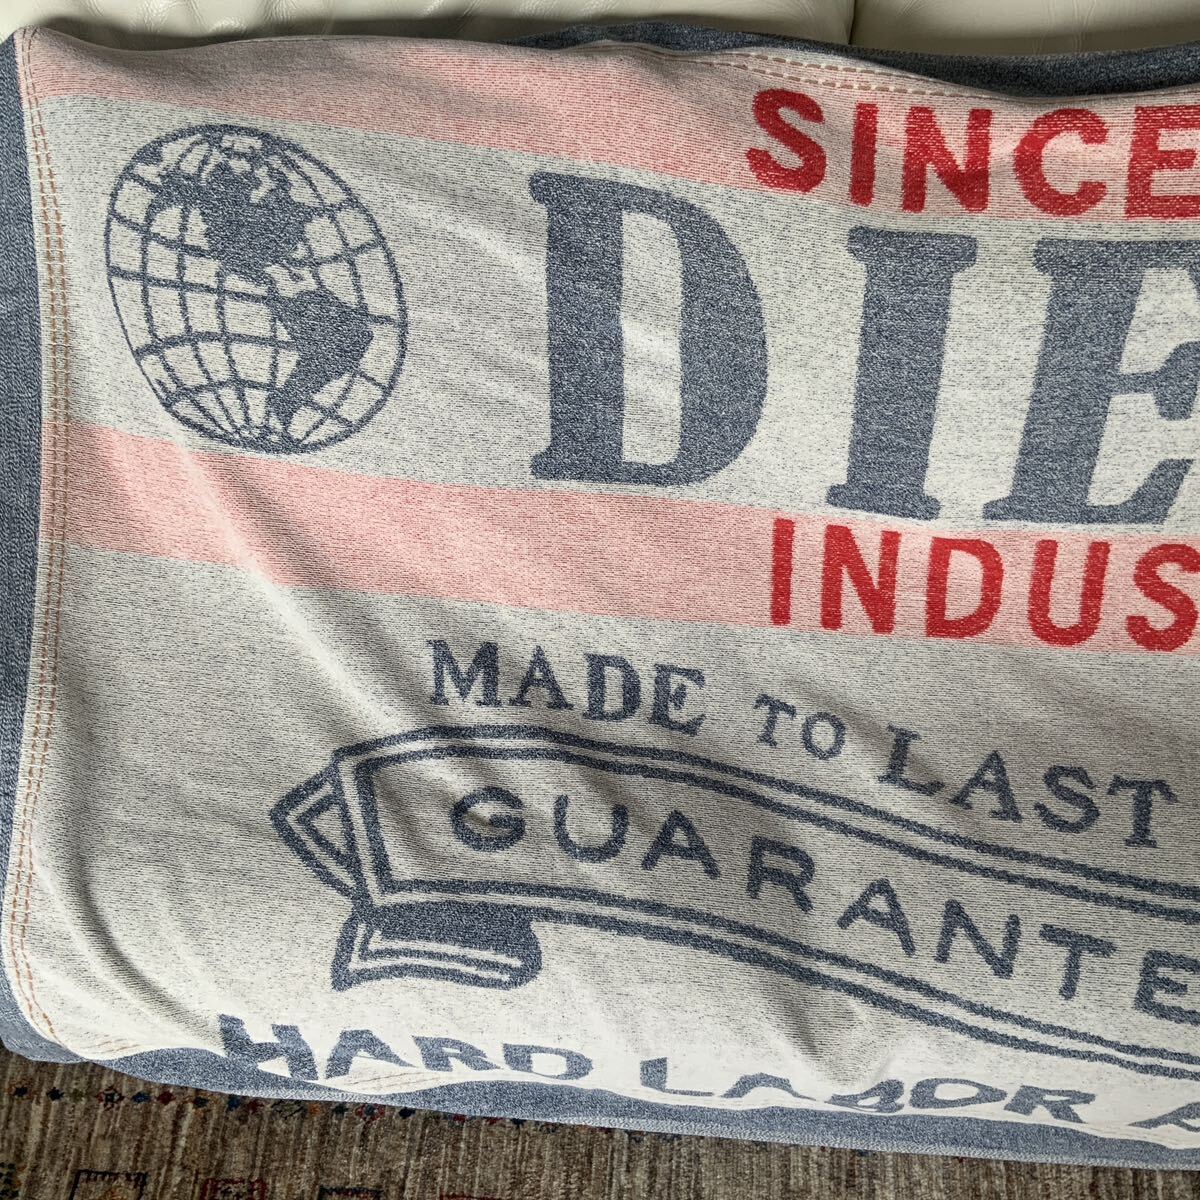 SINCE
DIE
INDUS
MADE TO LAST
GUARANTE
HARD LABOR A